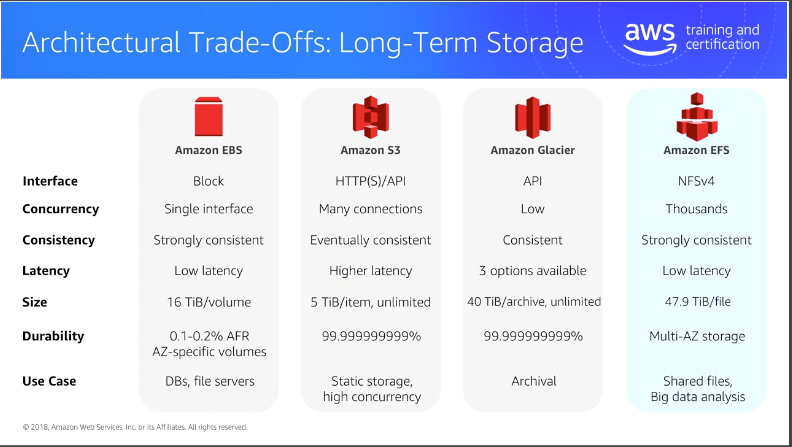 Architectural Trade-Offs: Long-Term Storage
aws training and certification
Amazon EBS Amazon S3 Amazon Glacier Amazon EFS
Interface Block HTTP(S)/API API NFSv4
Concurrency Single interface Many connections Low Thousands
Consistency Strongly consistent Eventually consistent Consistent Strongly consistent
Latency Low latency Higher latency 3 options available Low latency
Size 16 TiB/volume 5 TiB/item, unlimited 40 TiB/archive, unlimited 47.9 TiB/file
Durability 0.1-0.2% AFR 99.999999999% 99.999999999% Multi-AZ storage
AZ-specific volumes
Use Case DBs, file servers Static storage, Archival Shared files,
high concurrency Big data analysis
© 2018, Amazon Web Services, Inc. or its Affiliates. All rights reserved.